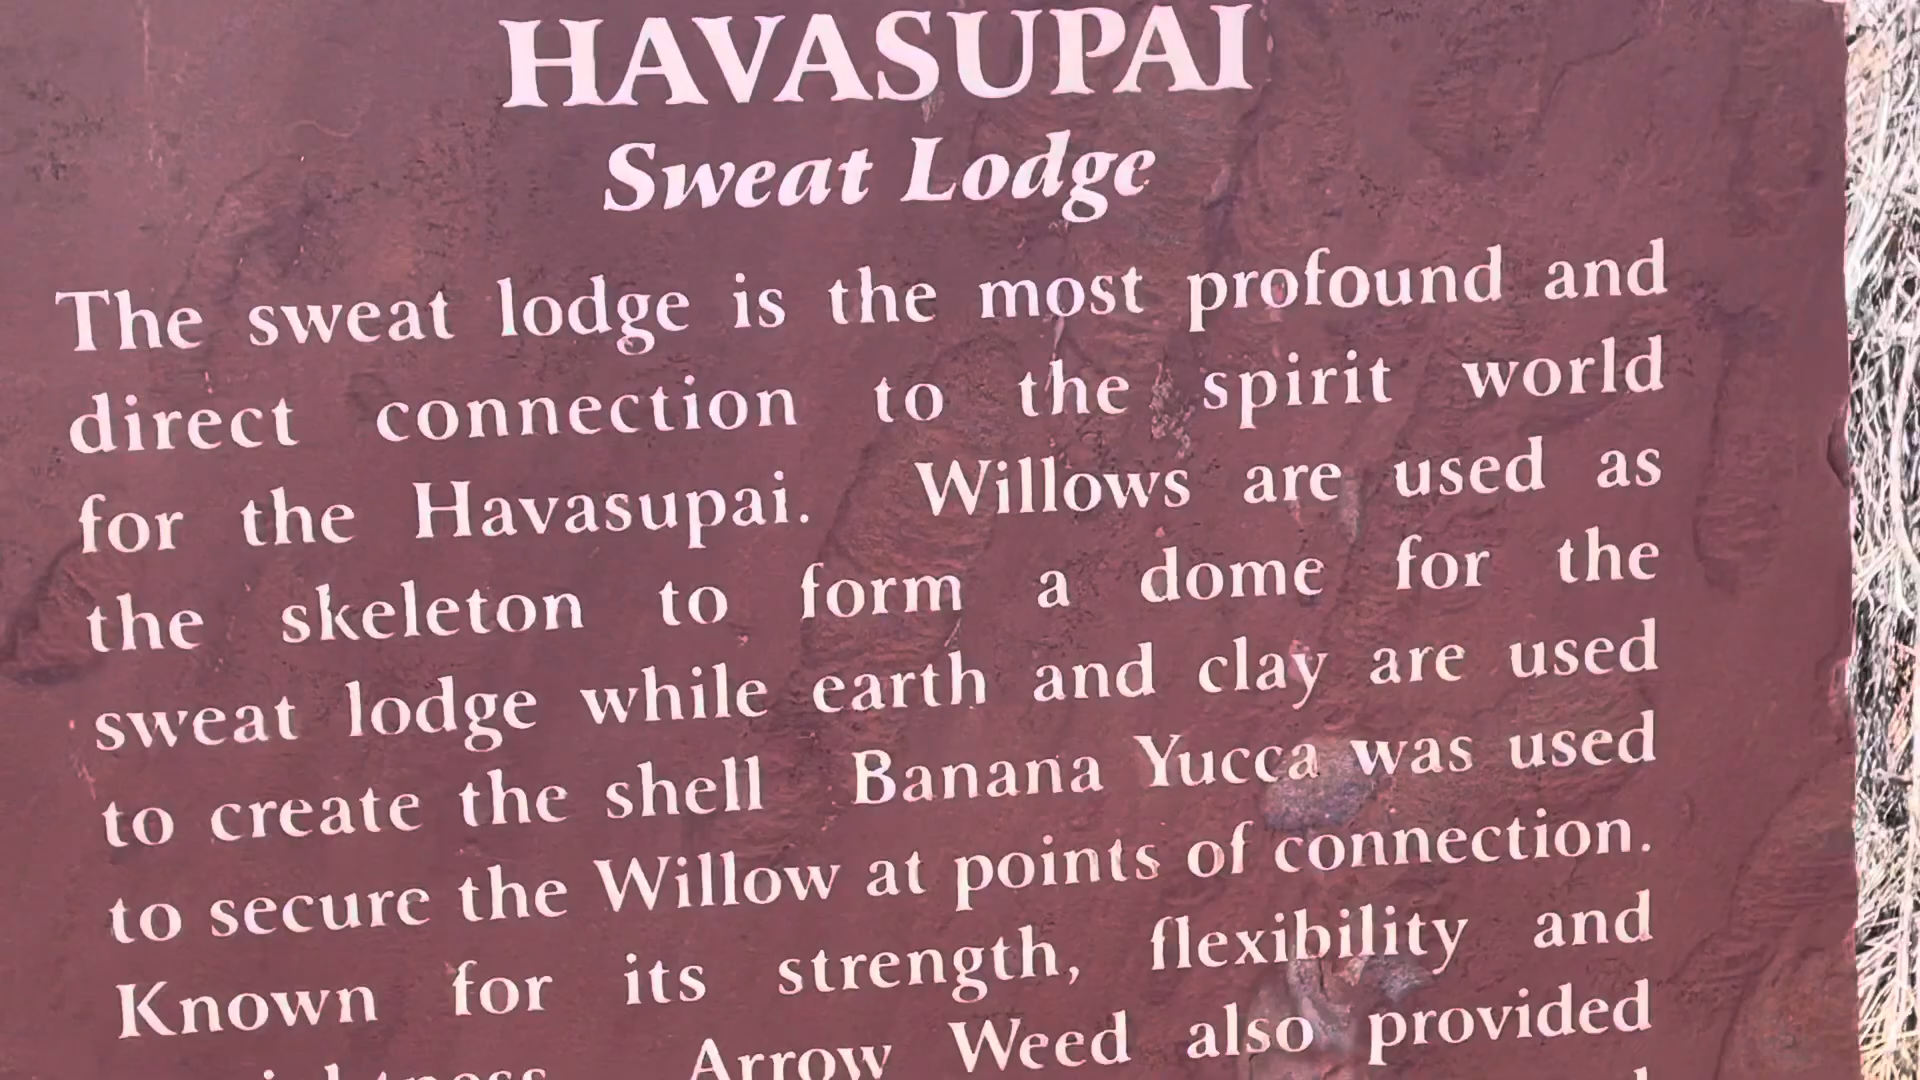 HAVASUPAI
Sweat Lodge
The sweat lodge is the most profound and
direct connection to the spirit world
for the Havasupai. Willows are used as
the skeleton to form a dome for the
sweat lodge while earth and clay are used
to create the shell Banana Yucca was used
to secure the Willow at points of connection.
Known for its strength, flexibility and
Arrow Weed also provided